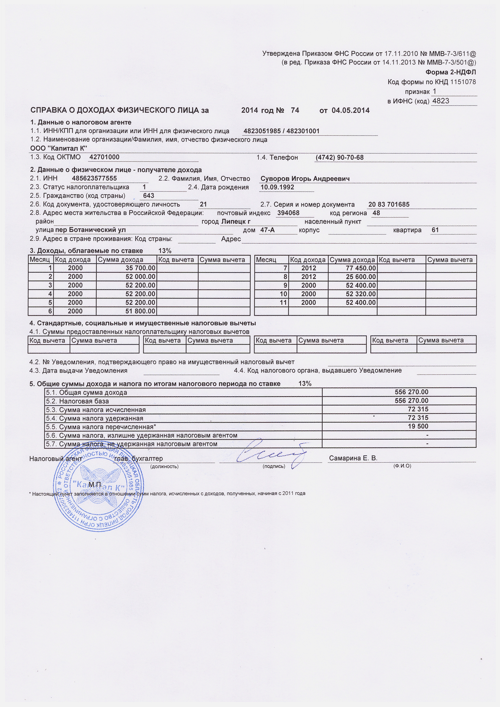 Утверждена Приказом ФНС России от 17.11.2010 № ММВ-7-3/611@
(в ред. Приказа ФНС России от 14.11.2013 № ММВ-7-3/501@)
Форма 2-НДФЛ
Код формы по КНД 1151078
признак 1
в ИФНС (код) 4823
СПРАВКА О ДОХОДАХ ФИЗИЧЕСКОГО ЛИЦА за 2014 год № 74 от 04.05.2014
1. Данные о налоговом агенте
1.1. ИНН/КПП для организации или ИНН для физического лица 4823051985 / 482301001
1.2. Наименование организации/Фамилия, имя, отчество физического лица
ООО "Капитал К"
1.3. Код ОКТМО 42701000 1.4. Телефон (4742) 90-70-68
2. Данные о физическом лице - получателе дохода
2.1. ИНН 485623577555 2.2. Фамилия, Имя, Отчество Суворов Игорь Андреевич
2.3. Статус налогоплательщика 1 2.4. Дата рождения 10.09.1992
2.5. Гражданство (код страны) 643
2.6. Код документа, удостоверяющего личность 21 2.7. Серия и номер документа 20 83 701685
2.8. Адрес места жительства в Российской Федерации: почтовый индекс 394068 код региона 48
район город Липецк г населенный пункт
улица пер Ботанический ул дом 47-А корпус квартира 61
2.9. Адрес в стране проживания: Код страны: Адрес
3. Доходы, облагаемые по ставке 13%
Месяц Код дохода Сумма дохода Код вычета Сумма вычета Месяц Код дохода Сумма дохода Код вычета Сумма вычета
1 2000 35 700.00 7 2012 77 450.00
2 2000 52 000.00 8 2012 25 600.00
3 2000 52 200.00 9 2000 52 400.00
4 2000 52 200.00 10 2000 52 320.00
5 2000 52 200.00 11 2000 52 400.00
6 2000 51 800.00
4. Стандартные, социальные и имущественные налоговые вычеты
4.1. Суммы предоставленных налогоплательщику налоговых вычетов
Код вычета Сумма вычета Код вычета Сумма вычета Код вычета Сумма вычета Код вычета Сумма вычета
4.2. № Уведомления, подтверждающего право на имущественный налоговый вычет
4.3. Дата выдачи Уведомления 4.4. Код налогового органа, выдавшего Уведомление
5. Общие суммы дохода и налога по итогам налогового периода по ставке 13%
5.1. Общая сумма дохода 556 270.00
5.2. Налоговая база 556 270.00
5.3. Сумма налога исчисленная 72 315
5.4. Сумма налога удержанная 72 315
5.5. Сумма налога перечисленная* 19 500
5.6. Сумма налога, излишне удержанная налоговым агентом -
5.7. Сумма налога, не удержанная налоговым агентом -
Налоговый агент глав. бухгалтер Самарина Е. В.
(должность) (подпись) (Ф.И.О)
М.П.
"Капитал К"
* Настоящий пункт заполняется в отношении сумм налога, исчисленных с доходов, полученных, начиная с 2011 года